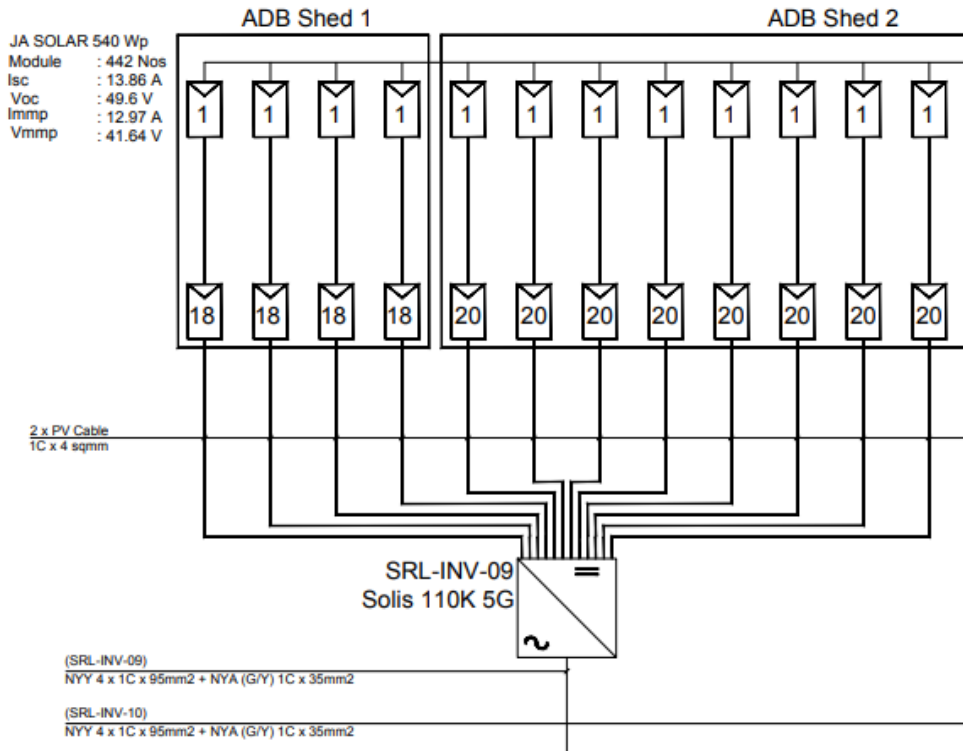 ADB Shed 1
ADB Shed 2
JA SOLAR 540 Wp
Module : 442 Nos
Isc : 13.86 A
Voc : 49.6 V
Immp : 12.97 A
Vmmp : 41.64 V
1 1 1 1 1 1 1 1 1 1 1 1
18 18 18 18 20 20 20 20 20 20 20 20
2 x PV Cable
1C x 4 sqmm
SRL-INV-09
Solis 110K 5G
(SRL-INV-09)
NYY 4 x 1C x 95mm2 + NYA (G/Y) 1C x 35mm2
(SRL-INV-10)
NYY 4 x 1C x 95mm2 + NYA (G/Y) 1C x 35mm2